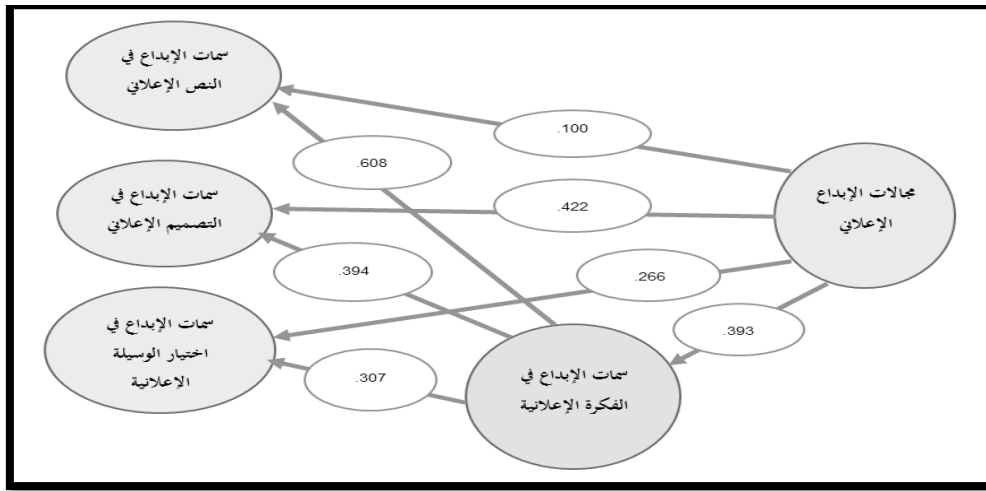 سمات الإبداع في
النص الإعلاني
.100
مجالات الإبداع
الإعلاني
.608
سمات الإبداع في
التصميم الإعلاني
.422
.394
.266
سمات الإبداع في
اختيار الوسيلة
الإعلانية
.393
.307
سمات الإبداع في
الفكرة الإعلانية